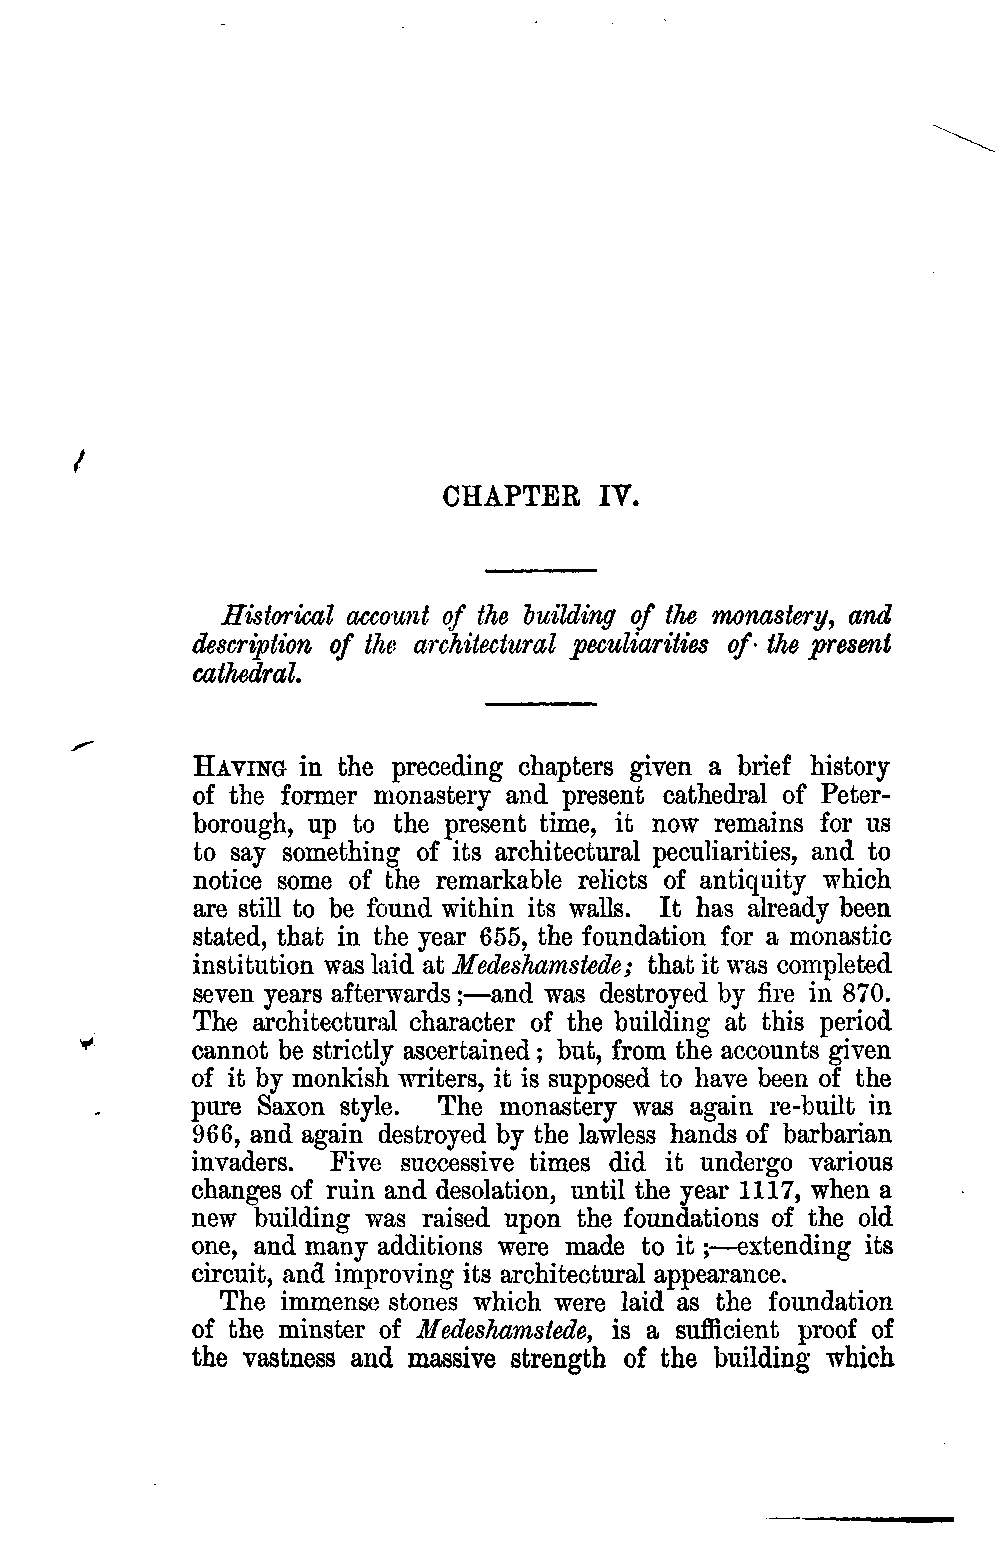 CHAPTER IV.
Historical account of the building of the monastery, and
description of the architectural peculiarities of the present
cathedral.
HAVING in the preceding chapters given a brief history
of the former monastery and present cathedral of Peter-
borough, up to the present time, it now remains for us
to say something of its architectural peculiarities, and to
notice some of the remarkable relicts of antiquity which
are still to be found within its walls. It has already been
stated, that in the year 655, the foundation for a monastic
institution was laid at Medeshamstede; that it was completed
seven years afterwards;—and was destroyed by fire in 870.
The architectural character of the building at this period
cannot be strictly ascertained; but, from the accounts given
of it by monkish writers, it is supposed to have been of the
pure Saxon style. The monastery was again re-built in
966, and again destroyed by the lawless hands of barbarian
invaders. Five successive times did it undergo various
changes of ruin and desolation, until the year 1117, when a
new building was raised upon the foundations of the old
one, and many additions were made to it;—extending its
circuit, and improving its architectural appearance.
The immense stones which were laid as the foundation
of the minster of Medeshamstede, is a sufficient proof of
the vastness and massive strength of the building which